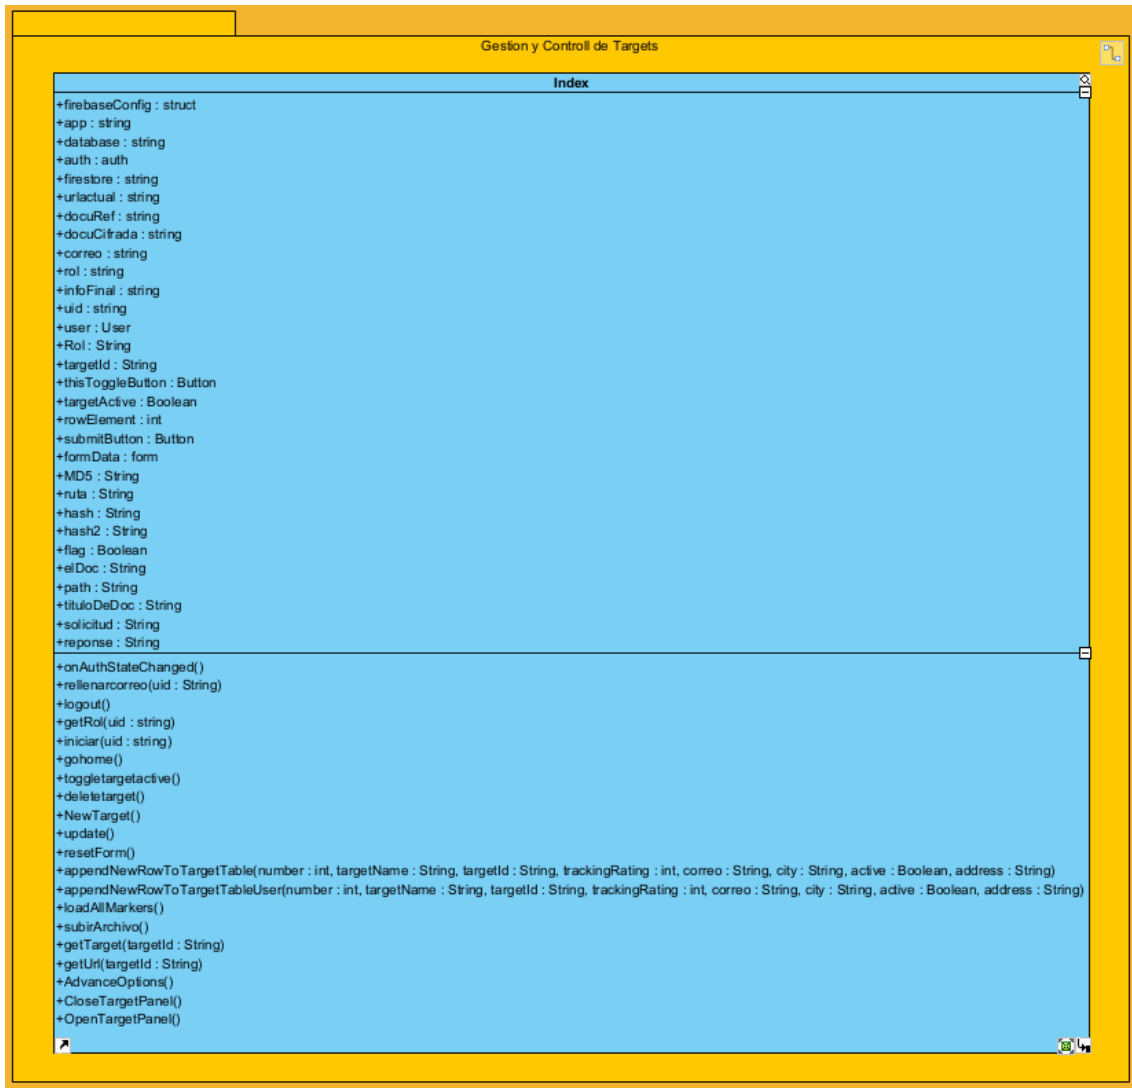 Gestion y Controll de Targets
Index
+firebaseConfig : struct
+app : string
+database : string
+auth : auth
+firestore : string
+urlactual : string
+docuRef : string
+docuCifrada : string
+correo : string
+rol : string
+infoFinal : string
+uid : string
+user : User
+Rol : String
+targetId : String
+thisToggleButton : Button
+targetActive : Boolean
+rowElement : int
+submitButton : Button
+formData : form
+MD5 : String
+ruta : String
+hash : String
+hash2 : String
+flag : Boolean
+elDoc : String
+path : String
+tituloDeDoc : String
+solicitud : String
+reponse : String
+onAuthStateChanged()
+rellenarcorreo(uid : String)
+logout()
+getRol(uid : string)
+iniciar(uid : string)
+gohome()
+toggletargetactive()
+deletetarget()
+NewTarget()
+update()
+resetForm()
+appendNewRowToTargetTable(number : int, targetName : String, targetId : String, trackingRating : int, correo : String, city : String, active : Boolean, address : String)
+appendNewRowToTargetTableUser(number : int, targetName : String, targetId : String, trackingRating : int, correo : String, city : String, active : Boolean, address : String)
+loadAllMarkers()
+subirArchivo()
+getTarget(targetId : String)
+getUrl(targetId : String)
+AdvanceOptions()
+CloseTargetPanel()
+OpenTargetPanel()